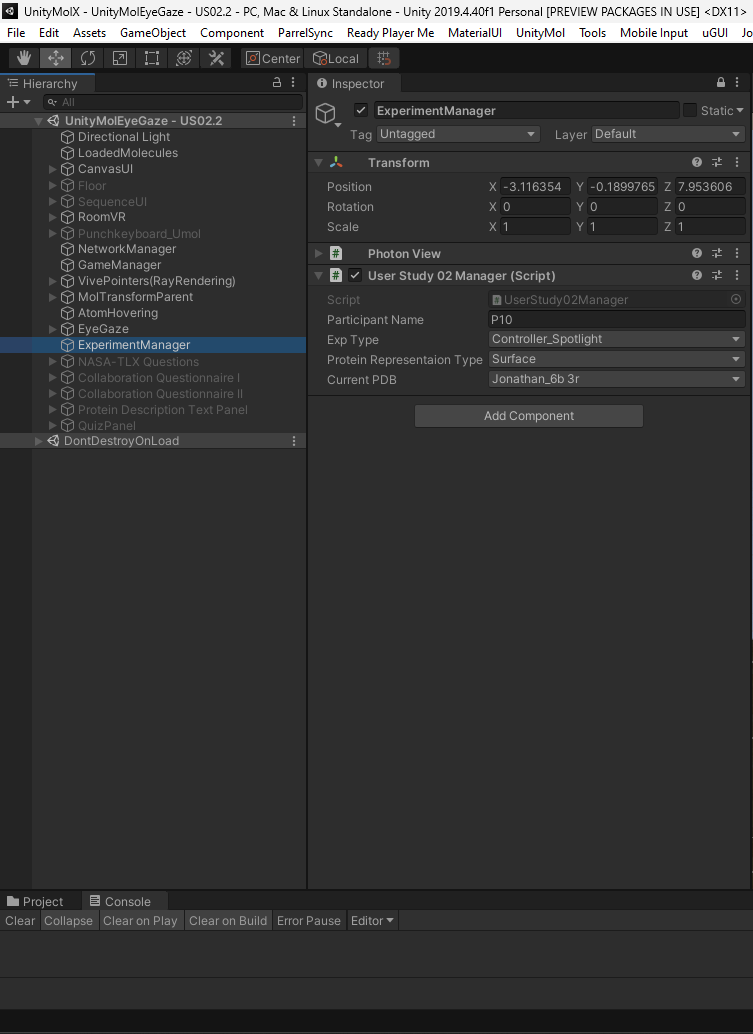 UnityMolX - UnityMolEyeGaze - US02.2 - PC, Mac & Linux Standalone - Unity 2019.4.40f1 Personal [PREVIEW PACKAGES IN USE] <DX11>
File Edit Assets GameObject Component ParrelSync Ready Player Me MaterialUI UnityMol Tools Mobile Input uGUI Jo
Center Local
Hierarchy
All
UnityMolEyeGaze - US02.2
Directional Light
LoadedMolecules
CanvasUI
Floor
SequenceUI
RoomVR
Punchkeyboard_Umol
NetworkManager
GameManager
VivePointers(RayRendering)
MolTransformParent
AtomHovering
EyeGaze
ExperimentManager
NASA-TLX Questions
Collaboration Questionnaire I
Collaboration Questionnaire II
Protein Description Text Panel
QuizPanel
DontDestroyOnLoad
Inspector
ExperimentManager Static
Tag Untagged Layer Default
Transform
Position X -3.116354 Y -0.1899765 Z 7.953606
Rotation X 0 Y 0 Z 0
Scale X 1 Y 1 Z 1
# Photon View
# User Study 02 Manager (Script)
Script UserStudy02Manager
Participant Name P10
Exp Type Controller_Spotlight
Protein Representaion Type Surface
Current PDB Jonathan_6b 3r
Add Component
Project Console
Clear Collapse Clear on Play Clear on Build Error Pause Editor